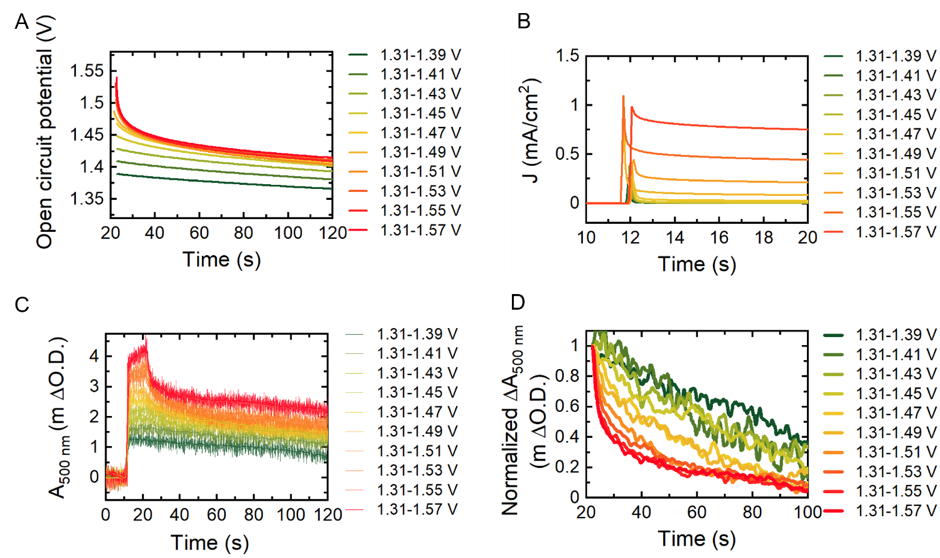 A
Open circuit potential (V)
1.55
1.5
1.45
1.4
1.35
20 40 60 80 100 120
Time (s)
1.31-1.39 V
1.31-1.41 V
1.31-1.43 V
1.31-1.45 V
1.31-1.47 V
1.31-1.49 V
1.31-1.51 V
1.31-1.53 V
1.31-1.55 V
1.31-1.57 V
B
J (mA/cm²)
1.5
1
0.5
0
10 12 14 16 18 20
Time (s)
1.31-1.39 V
1.31-1.41 V
1.31-1.43 V
1.31-1.45 V
1.31-1.47 V
1.31-1.49 V
1.31-1.51 V
1.31-1.53 V
1.31-1.55 V
1.31-1.57 V
C
A500 nm (m ΔO.D.)
4
3
2
1
0
0 20 40 60 80 100 120
Time (s)
1.31-1.39 V
1.31-1.41 V
1.31-1.43 V
1.31-1.45 V
1.31-1.47 V
1.31-1.49 V
1.31-1.51 V
1.31-1.53 V
1.31-1.55 V
1.31-1.57 V
D
Normalized ΔA500 nm
(m ΔO.D.)
1
0.8
0.6
0.4
0.2
0
20 40 60 80 100
Time (s)
1.31-1.39 V
1.31-1.41 V
1.31-1.43 V
1.31-1.45 V
1.31-1.47 V
1.31-1.49 V
1.31-1.51 V
1.31-1.53 V
1.31-1.55 V
1.31-1.57 V